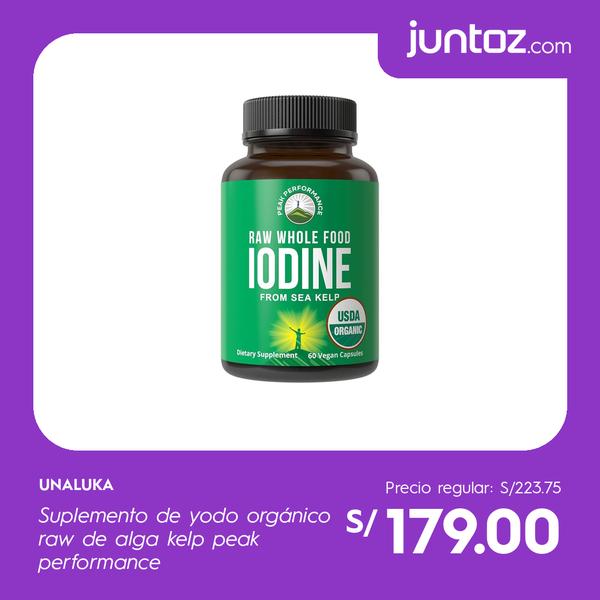 juntoz.com
PEAK PERFORMANCE
RAW WHOLE FOOD
IODINE
FROM SEA KELP
USDA
ORGANIC
Dietary Supplement 60 Vegan Capsules
UNALUKA
Suplemento de yodo orgánico
raw de alga kelp peak
performance
Precio regular: S/223.75
S/179.00